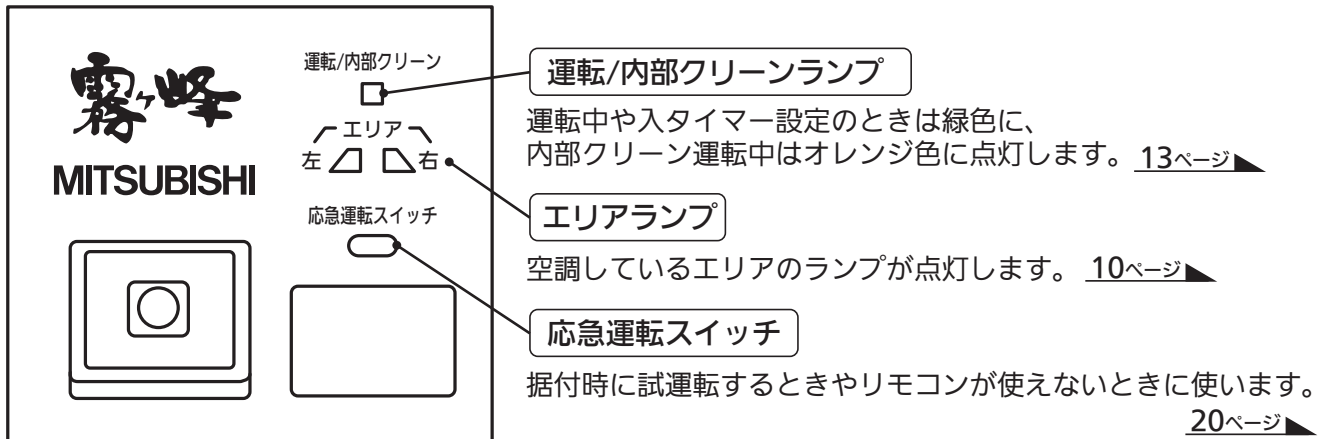 霧ヶ峰
MITSUBISHI
運転/内部クリーン
エリア
左 右
応急運転スイッチ
運転/内部クリーンランプ
運転中や入タイマー設定のときは緑色に、
内部クリーン運転中はオレンジ色に点灯します。 13ページ
エリアランプ
空調しているエリアのランプが点灯します。 10ページ
応急運転スイッチ
据付時に試運転するときやリモコンが使えないときに使います。
20ページ